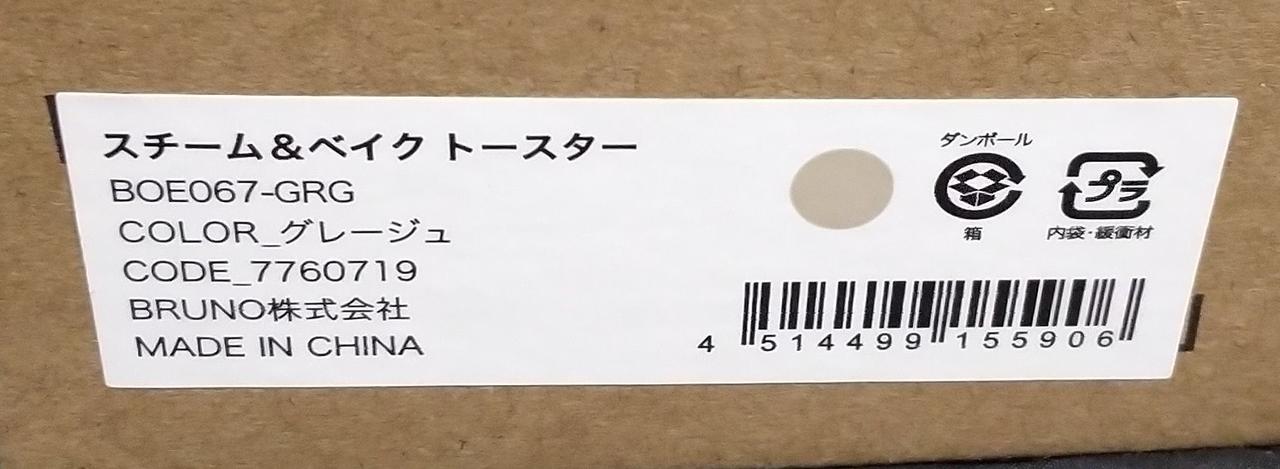 スチーム&ベイク トースター
BOE067-GRG
COLOR_グレージュ
CODE_7760719
BRUNO株式会社
MADE IN CHINA
ダンボール
箱
プラ
内袋・緩衝材
4 514499 155906